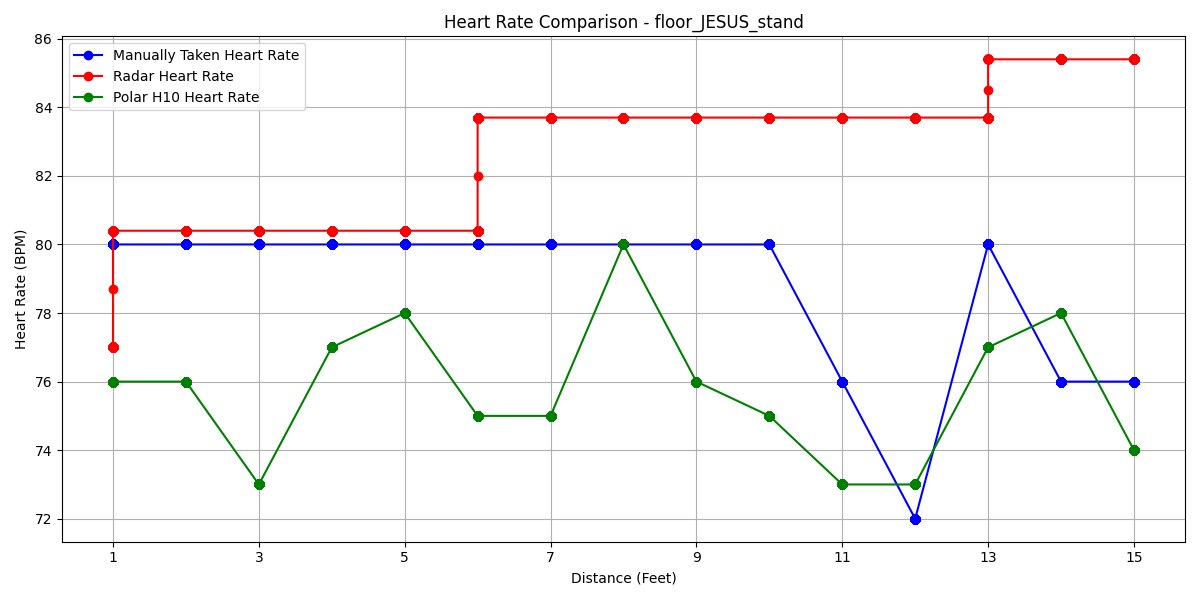 Heart Rate Comparison - floor_JESUS_stand
Manually Taken Heart Rate
Radar Heart Rate
Polar H10 Heart Rate
Heart Rate (BPM)
86
84
82
80
78
76
74
72
1 3 5 7 9 11 13 15
Distance (Feet)